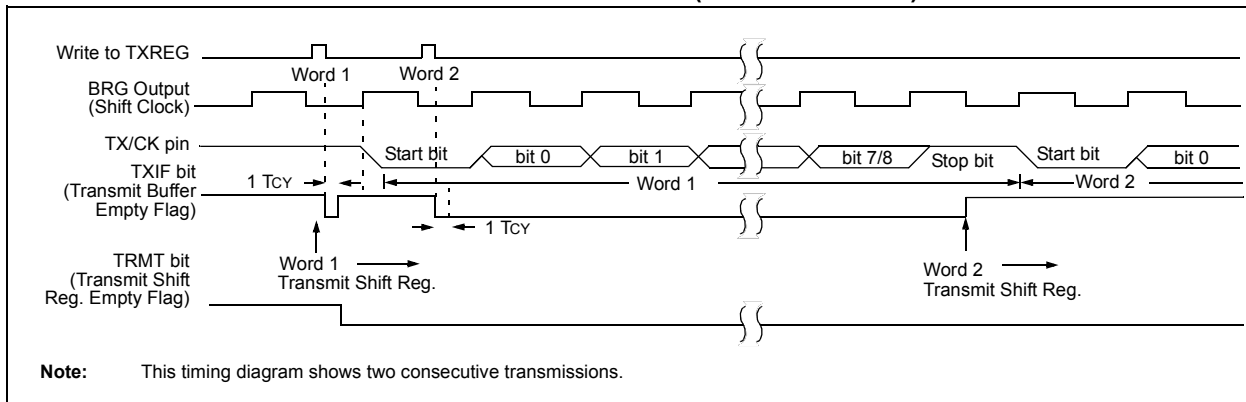 Write to TXREG
Word 1
Word 2
BRG Output
(Shift Clock)
TX/CK pin
Start bit
bit 0
bit 1
bit 7/8
Stop bit
Start bit
bit 0
TXIF bit
(Transmit Buffer
Empty Flag)
1 TCY
Word 1
Word 2
1 TCY
Word 1
Transmit Shift Reg.
Word 2
Transmit Shift Reg.
TRMT bit
(Transmit Shift
Reg. Empty Flag)
Note: This timing diagram shows two consecutive transmissions.